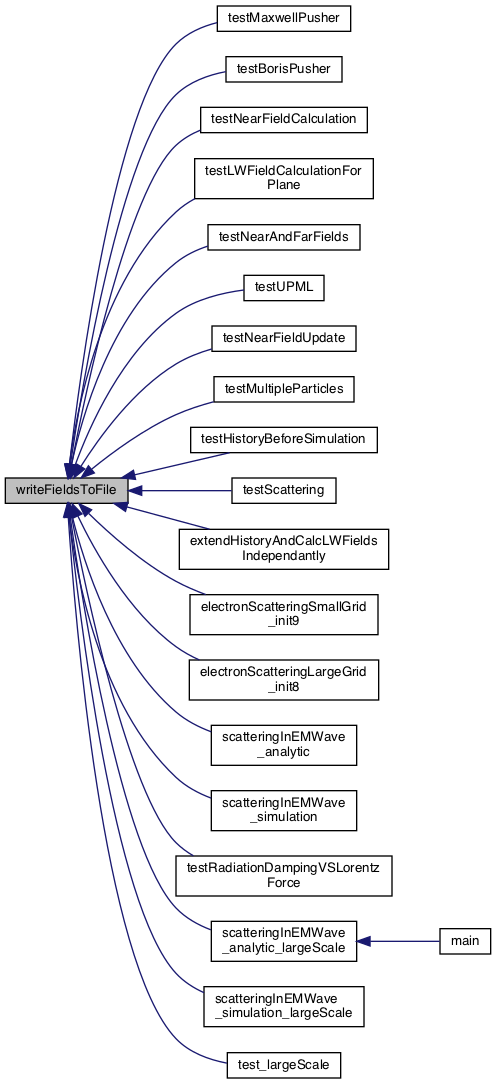 testMaxwellPusher
testBorisPusher
testNearFieldCalculation
testLWFieldCalculationFor
Plane
testNearAndFarFields
testUPML
testNearFieldUpdate
testMultipleParticles
testHistoryBeforeSimulation
writeFieldsToFile
testScattering
extendHistoryAndCalcLWFields
Independantly
electronScatteringSmallGrid
_init9
electronScatteringLargeGrid
_init8
scatteringInEMWave
_analytic
scatteringInEMWave
_simulation
testRadiationDampingVSLorentz
Force
scatteringInEMWave
_analytic_largeScale
main
scatteringInEMWave
_simulation_largeScale
test_largeScale